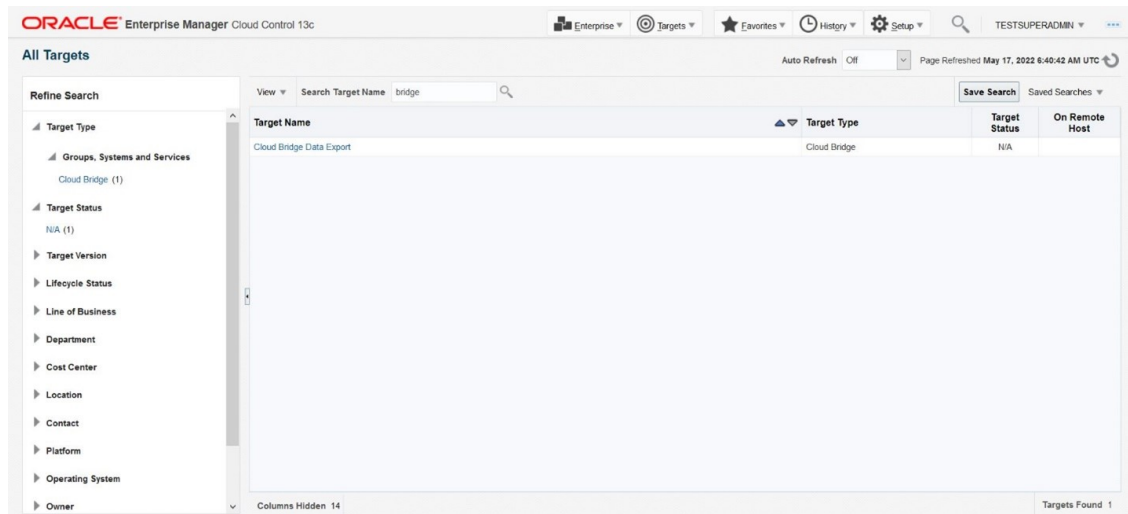 ORACLE Enterprise Manager Cloud Control 13c
Enterprise Targets Favorites History Setup TESTSUPERADMIN
All Targets
Auto Refresh Off Page Refreshed May 17, 2022 6:40:42 AM UTC
Refine Search
View Search Target Name bridge Save Search Saved Searches
Target Type
Groups, Systems and Services
Cloud Bridge (1)
Target Status
N/A (1)
Target Version
Lifecycle Status
Line of Business
Department
Cost Center
Location
Contact
Platform
Operating System
Owner
Target Name Target Type Target Status On Remote Host
Cloud Bridge Data Export Cloud Bridge N/A
Columns Hidden 14 Targets Found 1